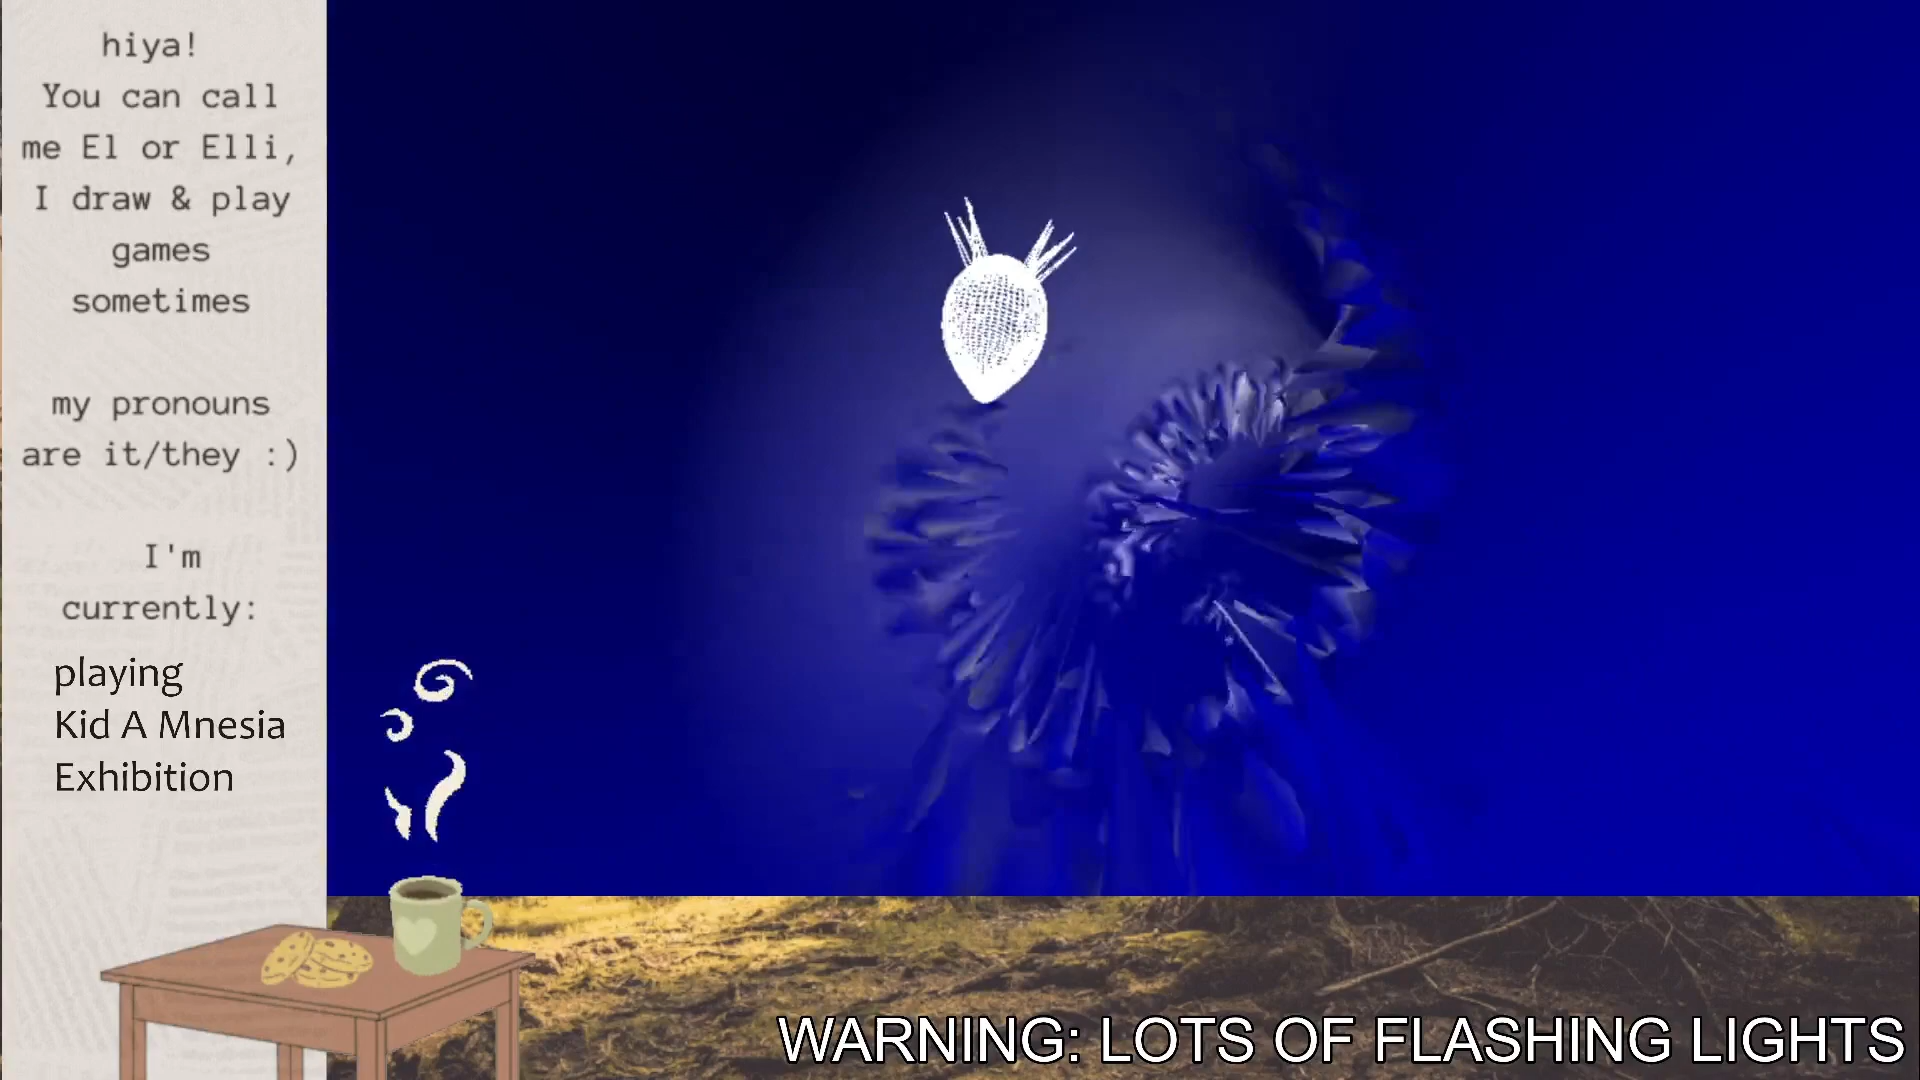 hiya!
You can call
me El or Elli,
I draw & play
games
sometimes
my pronouns
are it/they :)
I'm
currently:
playing
Kid A Mnesia
Exhibition
WARNING: LOTS OF FLASHING LIGHTS